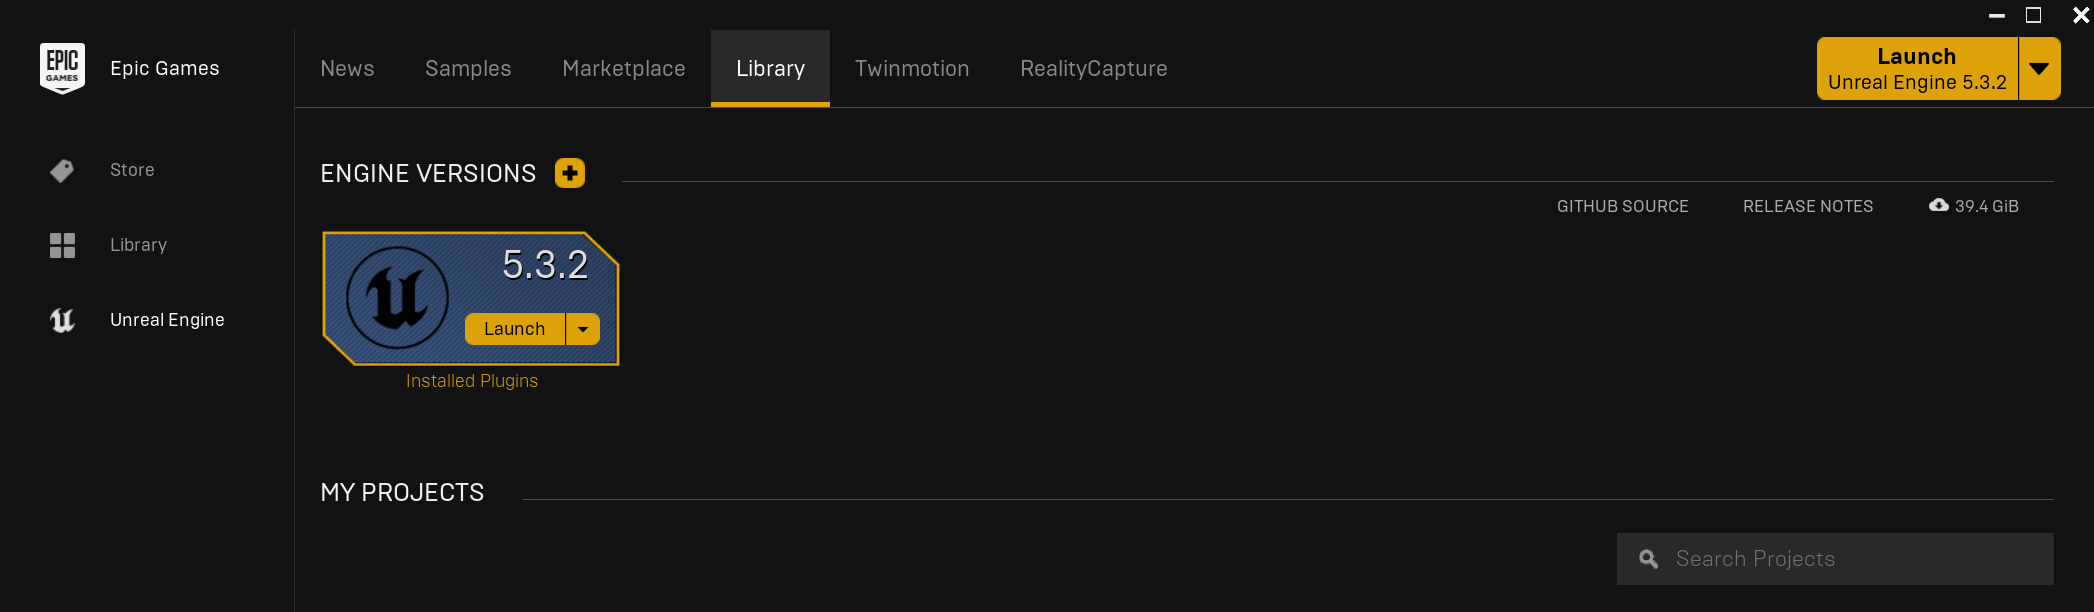 EPIC
GAMES
Epic Games
Store
Library
Unreal Engine
News
Samples
Marketplace
Library
Twinmotion
RealityCapture
Launch
Unreal Engine 5.3.2
ENGINE VERSIONS
GITHUB SOURCE
RELEASE NOTES
39.4 GiB
5.3.2
Launch
Installed Plugins
MY PROJECTS
Search Projects